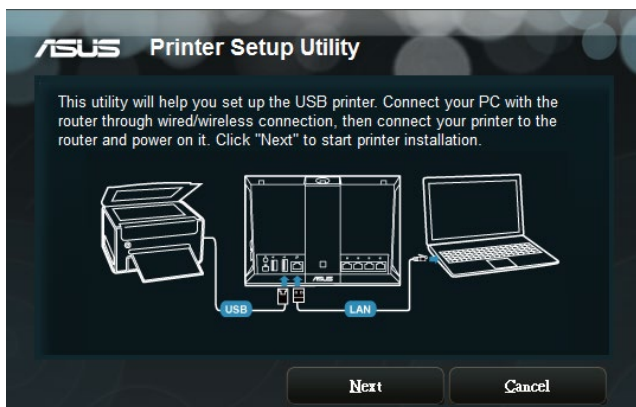 ASUS Printer Setup Utility
This utility will help you set up the USB printer. Connect your PC with the
router through wired/wireless connection, then connect your printer to the
router and power on it. Click "Next" to start printer installation.
ASUS
USB
LAN
Next
Cancel